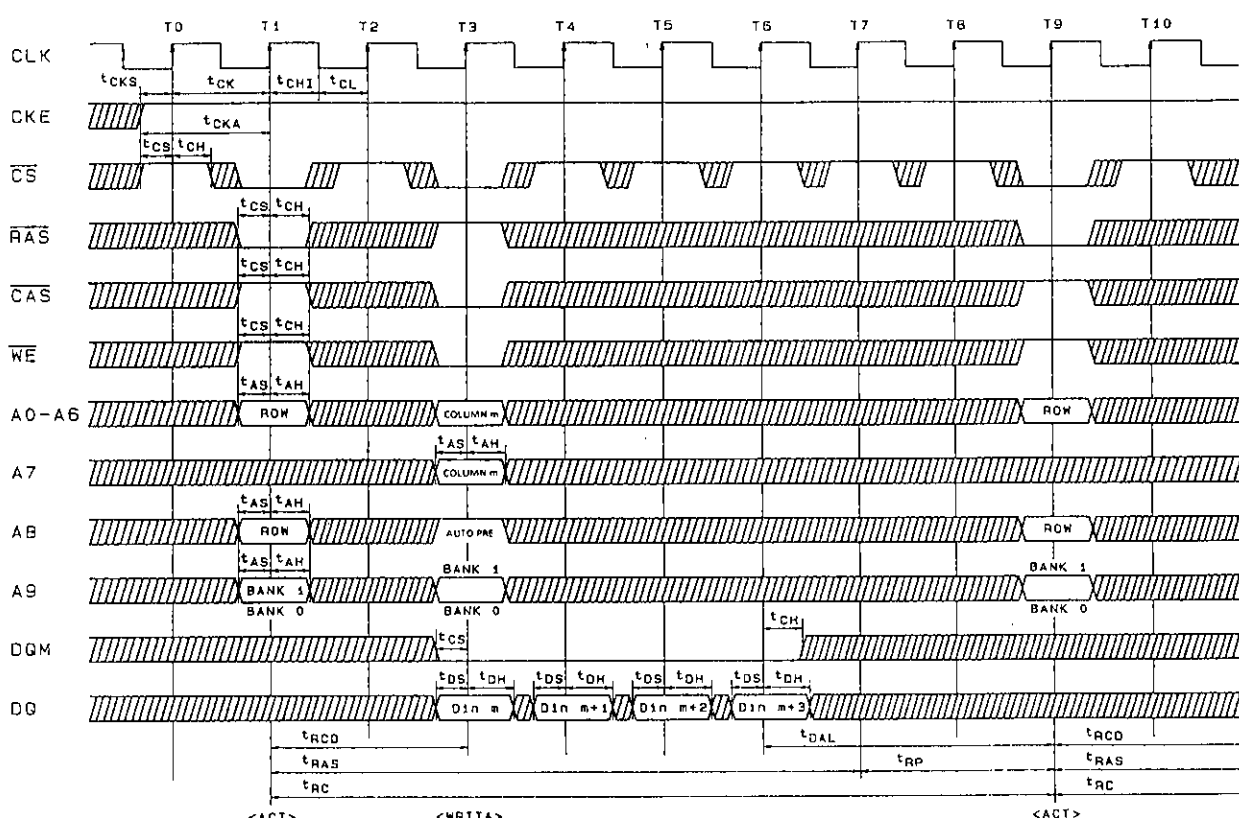 T0 T1 T2 T3 T4 T5 T6 T7 T8 T9 T10
CLK
tCKS tCK tCHI tCL
CKE
tCKA
tCS tCH
CS
tCS tCH
RAS
tCS tCH
CAS
tCS tCH
WE
tAS tAH
A0-A6 ROW COLUMN m ROW
tAS tAH
A7 COLUMN m
tAS tAH
A8 ROW AUTO PRE ROW
tAS tAH BANK 1 BANK 1
A9 BANK 1
BANK 0 BANK 0 BANK 0
tCH
DQM tCS
tDS tDH tDS tDH tDS tDH tDS tDH
DQ Din m Din m+1 Din m+2 Din m+3
tRCD tDAL tRCD
tRAS tRP tRAS
tRC tRC
<ACT> <WRITA> <ACT>